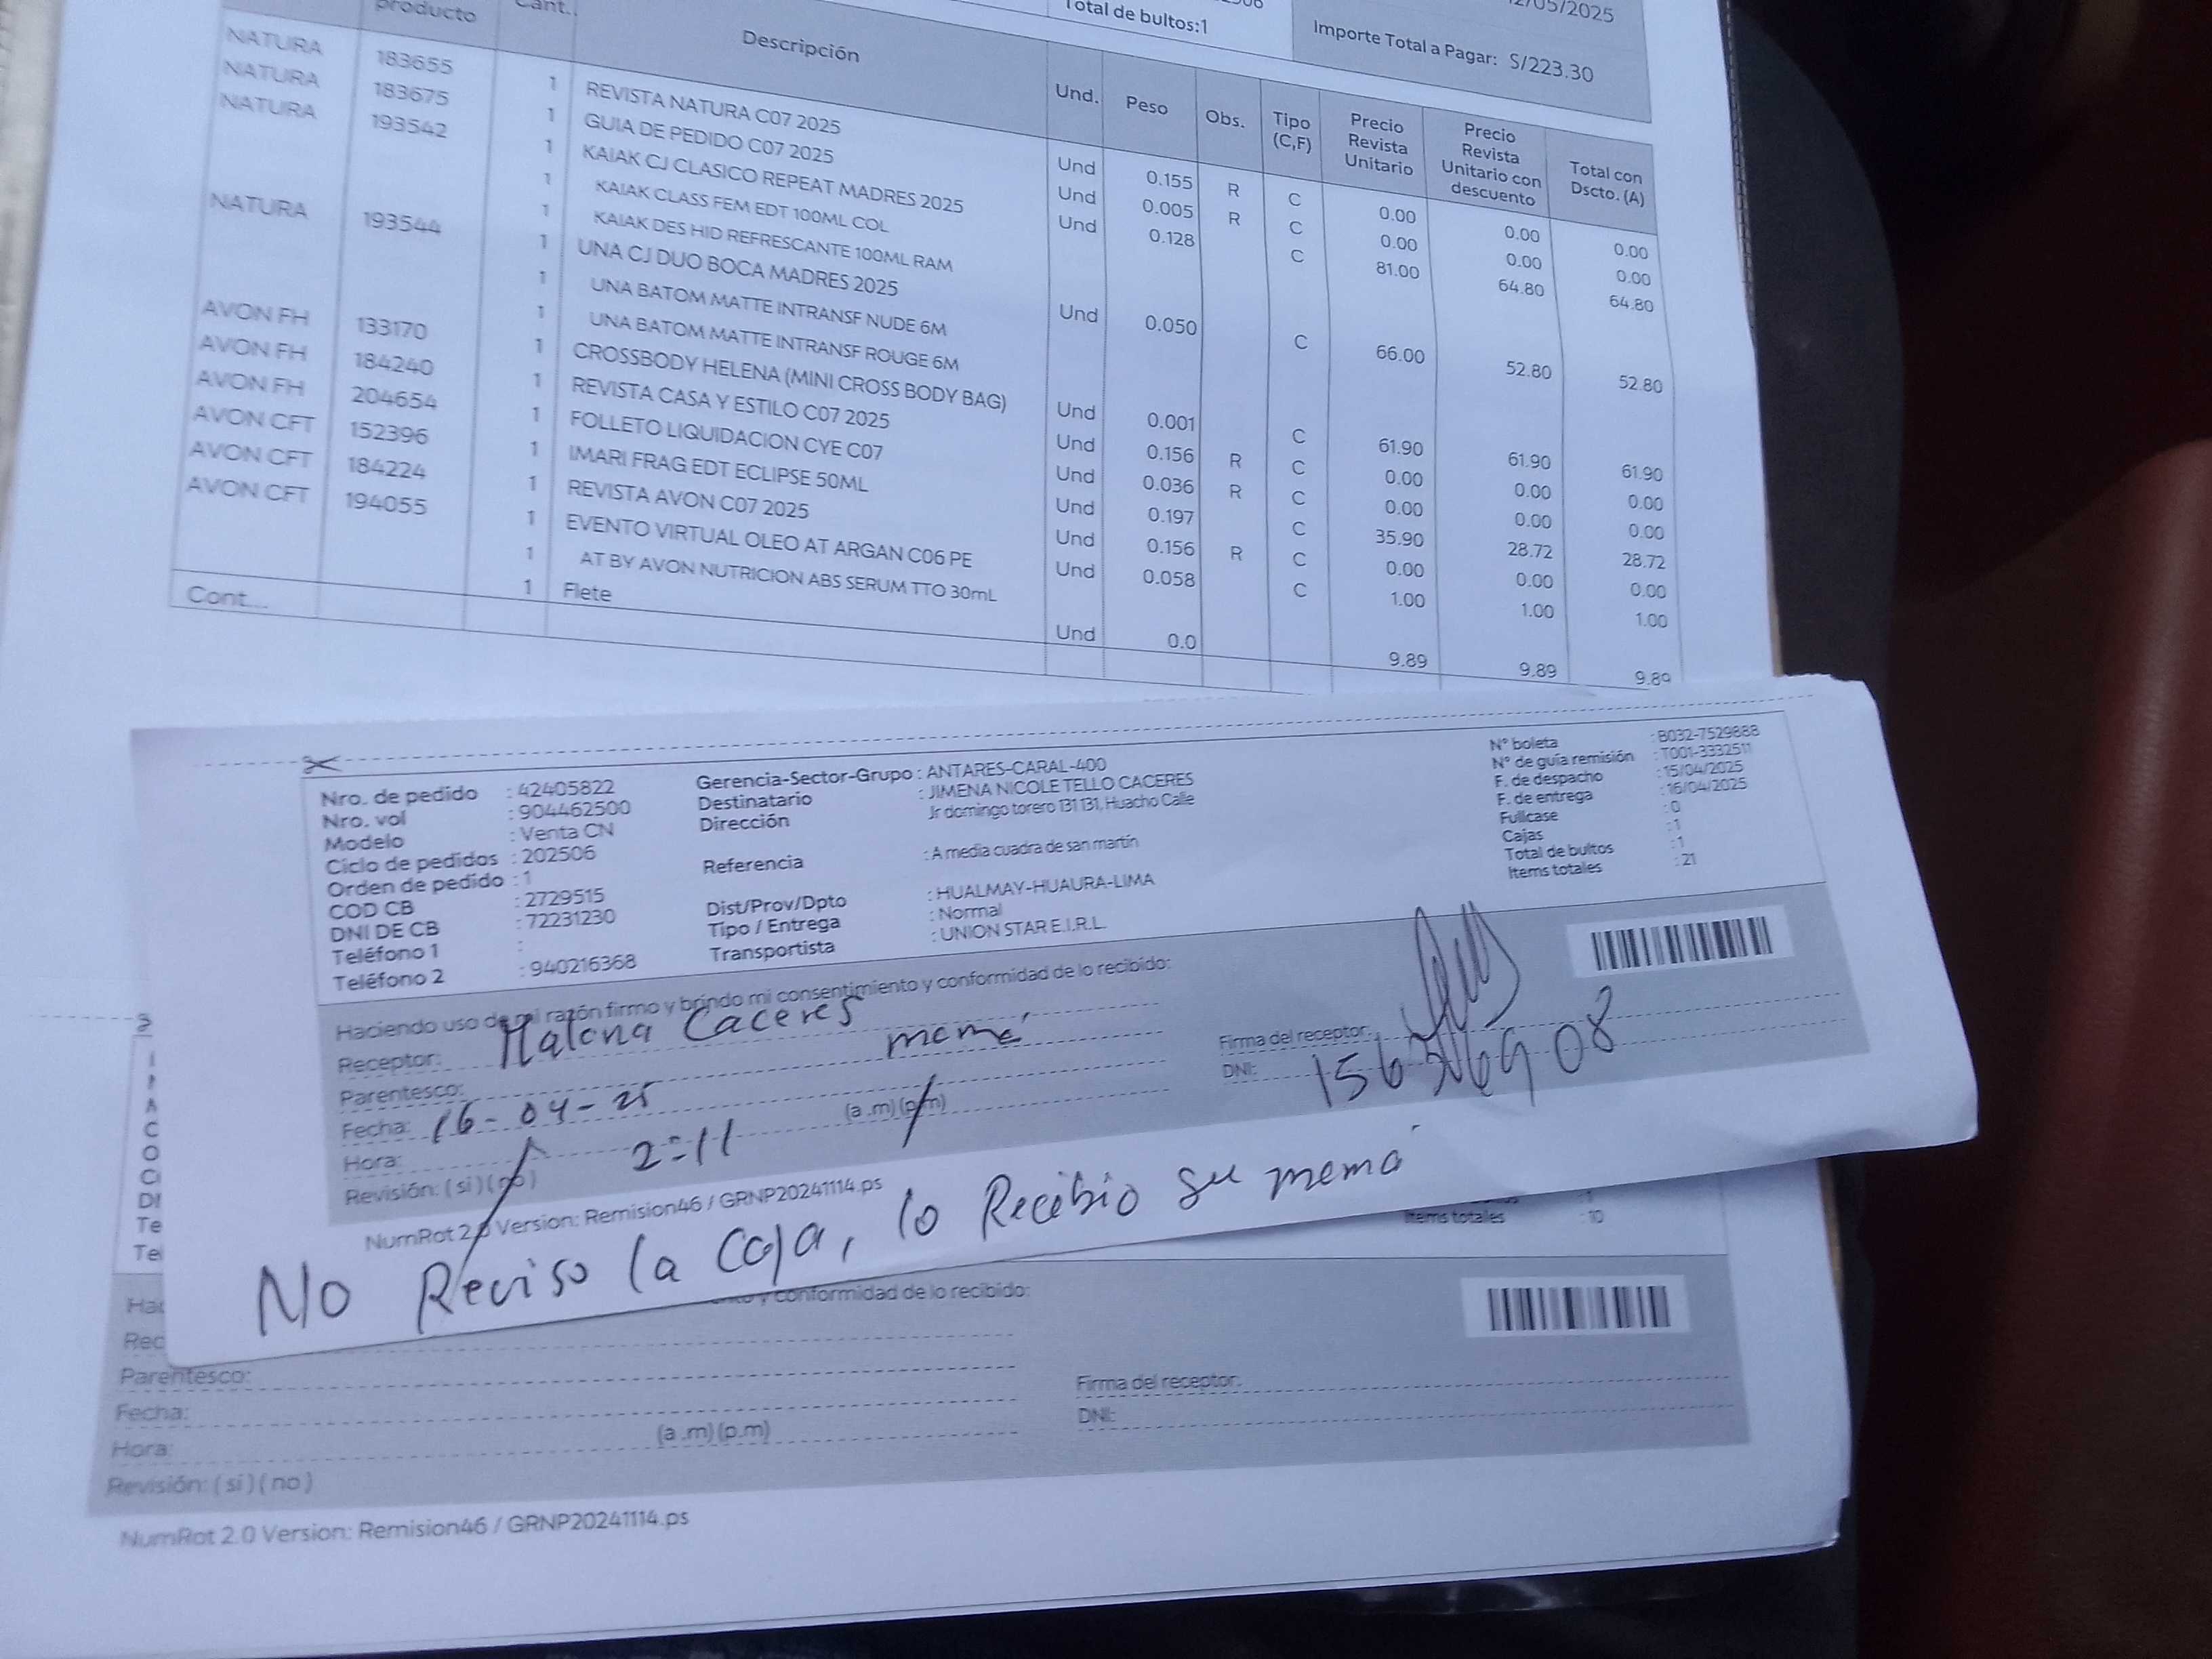 Total de bultos:1
12/05/2025
Importe Total a Pagar: S/223.30
producto Cant. Descripción Und. Peso Obs. Tipo (C,F) Precio Revista Unitario Precio Revista Unitario con descuento Total con Dscto. (A)
NATURA 183655 1 REVISTA NATURA C07 2025 Und 0.155 R C 0.00 0.00 0.00
NATURA 183675 1 GUIA DE PEDIDO C07 2025 Und 0.005 R C 0.00 0.00 0.00
NATURA 193542 1 KAIAK CJ CLASICO REPEAT MADRES 2025 Und 0.128 C 81.00 64.80 64.80
1 KAIAK CLASS FEM EDT 100ML COL
1 KAIAK DES HID REFRESCANTE 100ML RAM
NATURA 193544 1 UNA CJ DUO BOCA MADRES 2025 Und 0.050 C 66.00 52.80 52.80
1 UNA BATOM MATTE INTRANSF NUDE 6M
1 UNA BATOM MATTE INTRANSF ROUGE 6M
AVON FH 133170 1 CROSSBODY HELENA (MINI CROSS BODY BAG) Und 0.001 C 61.90 61.90 61.90
AVON FH 184240 1 REVISTA CASA Y ESTILO C07 2025 Und 0.156 R C 0.00 0.00 0.00
AVON FH 204654 1 FOLLETO LIQUIDACION CYE C07 Und 0.036 R C 0.00 0.00 0.00
AVON CFT 152396 1 IMARI FRAG EDT ECLIPSE 50ML Und 0.197 C 35.90 28.72 28.72
AVON CFT 184224 1 REVISTA AVON C07 2025 Und 0.156 R C 0.00 0.00 0.00
AVON CFT 194055 1 EVENTO VIRTUAL OLEO AT ARGAN C06 PE Und 0.058 C 1.00 1.00 1.00
1 AT BY AVON NUTRICION ABS SERUM TTO 30mL
1 Flete Und 0.0 9.89 9.89 9.89
Cont....
Nro. de pedido : 42405822
Nro. vol : 904462500
Modelo : Venta CN
Ciclo de pedidos : 202506
Orden de pedido : 1
COD CB : 2729515
DNI DE CB : 72231230
Teléfono 1 :
Teléfono 2 : 940216368
Gerencia-Sector-Grupo : ANTARES-CARAL-400
Destinatario : JIMENA NICOLE TELLO CACERES
Dirección Jr domingo torero 131 131, Huacho Calle
Referencia : A media cuadra de san martín
Dist/Prov/Dpto : HUALMAY-HUAURA-LIMA
Tipo / Entrega : Normal
Transportista : UNION STAR E.I.R.L.
N° boleta : B032-7529888
N° de guía remisión : T001-3332511
F. de despacho : 15/04/2025
F. de entrega : 16/04/2025
Fullcase : 0
Cajas : 1
Total de bultos : 1
Items totales : 21
Haciendo uso de mi razón firmo y brindo mi consentimiento y conformidad de lo recibido:
Receptor: Malena Caceres
Parentesco: mamá
Fecha: 16-04-25
Hora: 2:11 (a .m) (p.m)
Revisión: ( si ) ( no )
Firma del receptor:
DNI:
NumRot 2.0 Version: Remision46 / GRNP20241114.ps
No Reviso la caja, lo Recibio su mamá
Items totales : 10
y conformidad de lo recibido:
Parentesco:
Fecha:
Hora: (a .m) (p.m)
Revisión: ( si ) ( no )
Firma del receptor:
DNI:
NumRot 2.0 Version: Remision46 / GRNP20241114.ps